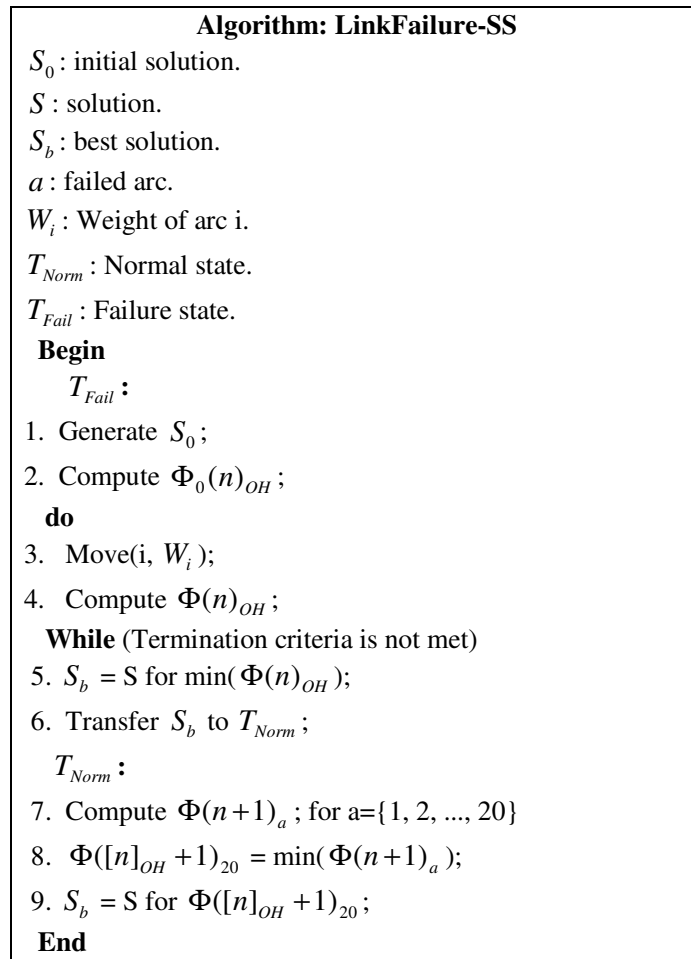 Algorithm: LinkFailure-SS
S_0 : initial solution.
S : solution.
S_b : best solution.
a : failed arc.
W_i : Weight of arc i.
T_Norm : Normal state.
T_Fail : Failure state.
Begin
T_Fail :
1. Generate S_0 ;
2. Compute Φ_0(n)_OH ;
do
3. Move(i, W_i );
4. Compute Φ(n)_OH ;
While (Termination criteria is not met)
5. S_b = S for min( Φ(n)_OH );
6. Transfer S_b to T_Norm ;
T_Norm :
7. Compute Φ(n+1)_a ; for a={1, 2, ..., 20}
8. Φ([n]_OH +1)_20 = min( Φ(n+1)_a );
9. S_b = S for Φ([n]_OH +1)_20 ;
End